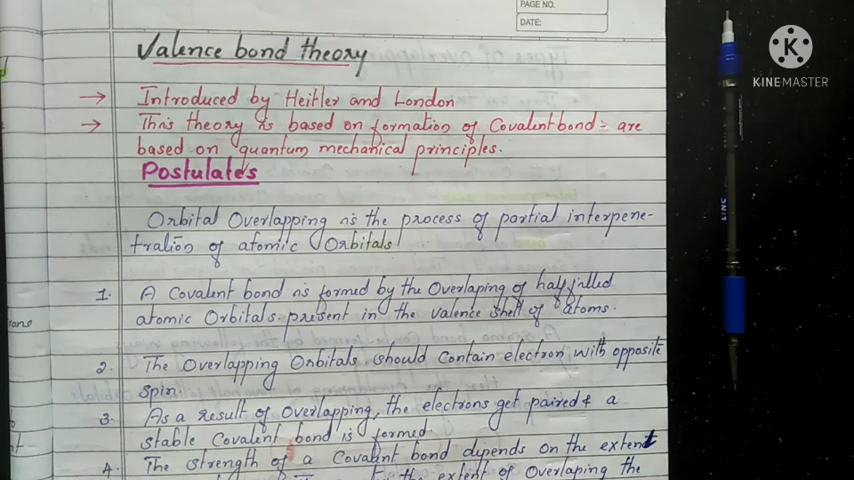 PAGE NO.
DATE:
Valence bond theory
→ Introduced by Heitler and London
→ This theory is based on formation of Covalent bond = are
based on quantum mechanical principles.
Postulates
Orbital Overlapping is the process of partial interpene-
tration of atomic Orbitals
1. A Covalent bond is formed by the Overlaping of half filled
atomic Orbitals present in the valence shell of atoms.
2. The Overlapping Orbitals should contain electron with opposite
spin
3. As a result of Overlapping, the electrons get paired & a
stable Covalent bond is formed.
4. The strength of a Covalent bond depends on the extent
the extent of Overlaping the
K
KINEMASTER
LINC